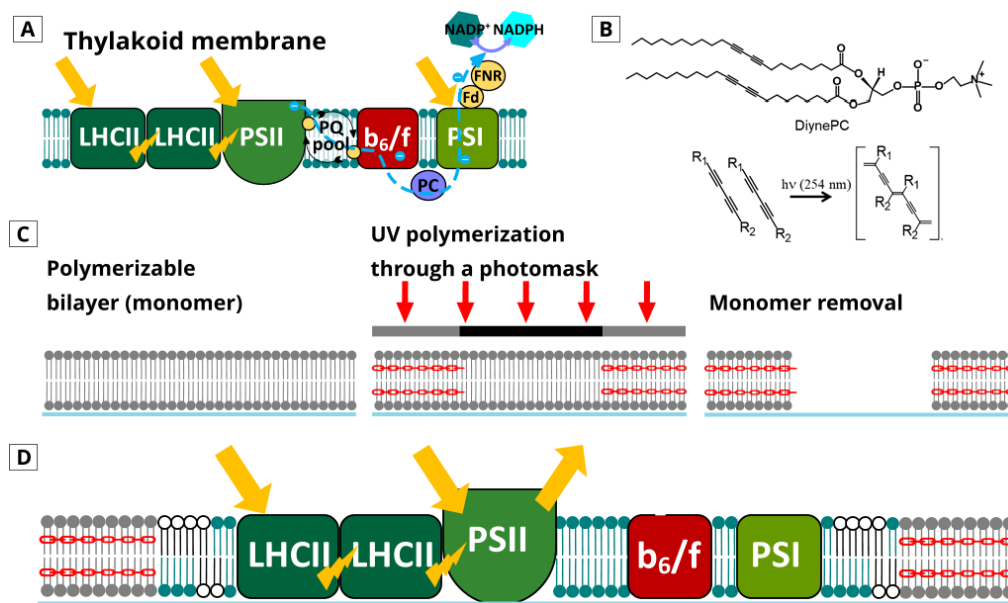 A
Thylakoid membrane
NADP⁺ NADPH
FNR
Fd
LHCII
LHCII
PSII
PQ
pool
b₆/f
PSI
PC
B
O
O
H
O
O
O⁻
P
O
O
N⁺
DiynePC
R₁
R₁
R₂
R₂
hν (254 nm)
R₁
R₁
R₂
R₂
C
Polymerizable
bilayer (monomer)
UV polymerization
through a photomask
Monomer removal
D
LHCII
LHCII
PSII
b₆/f
PSI